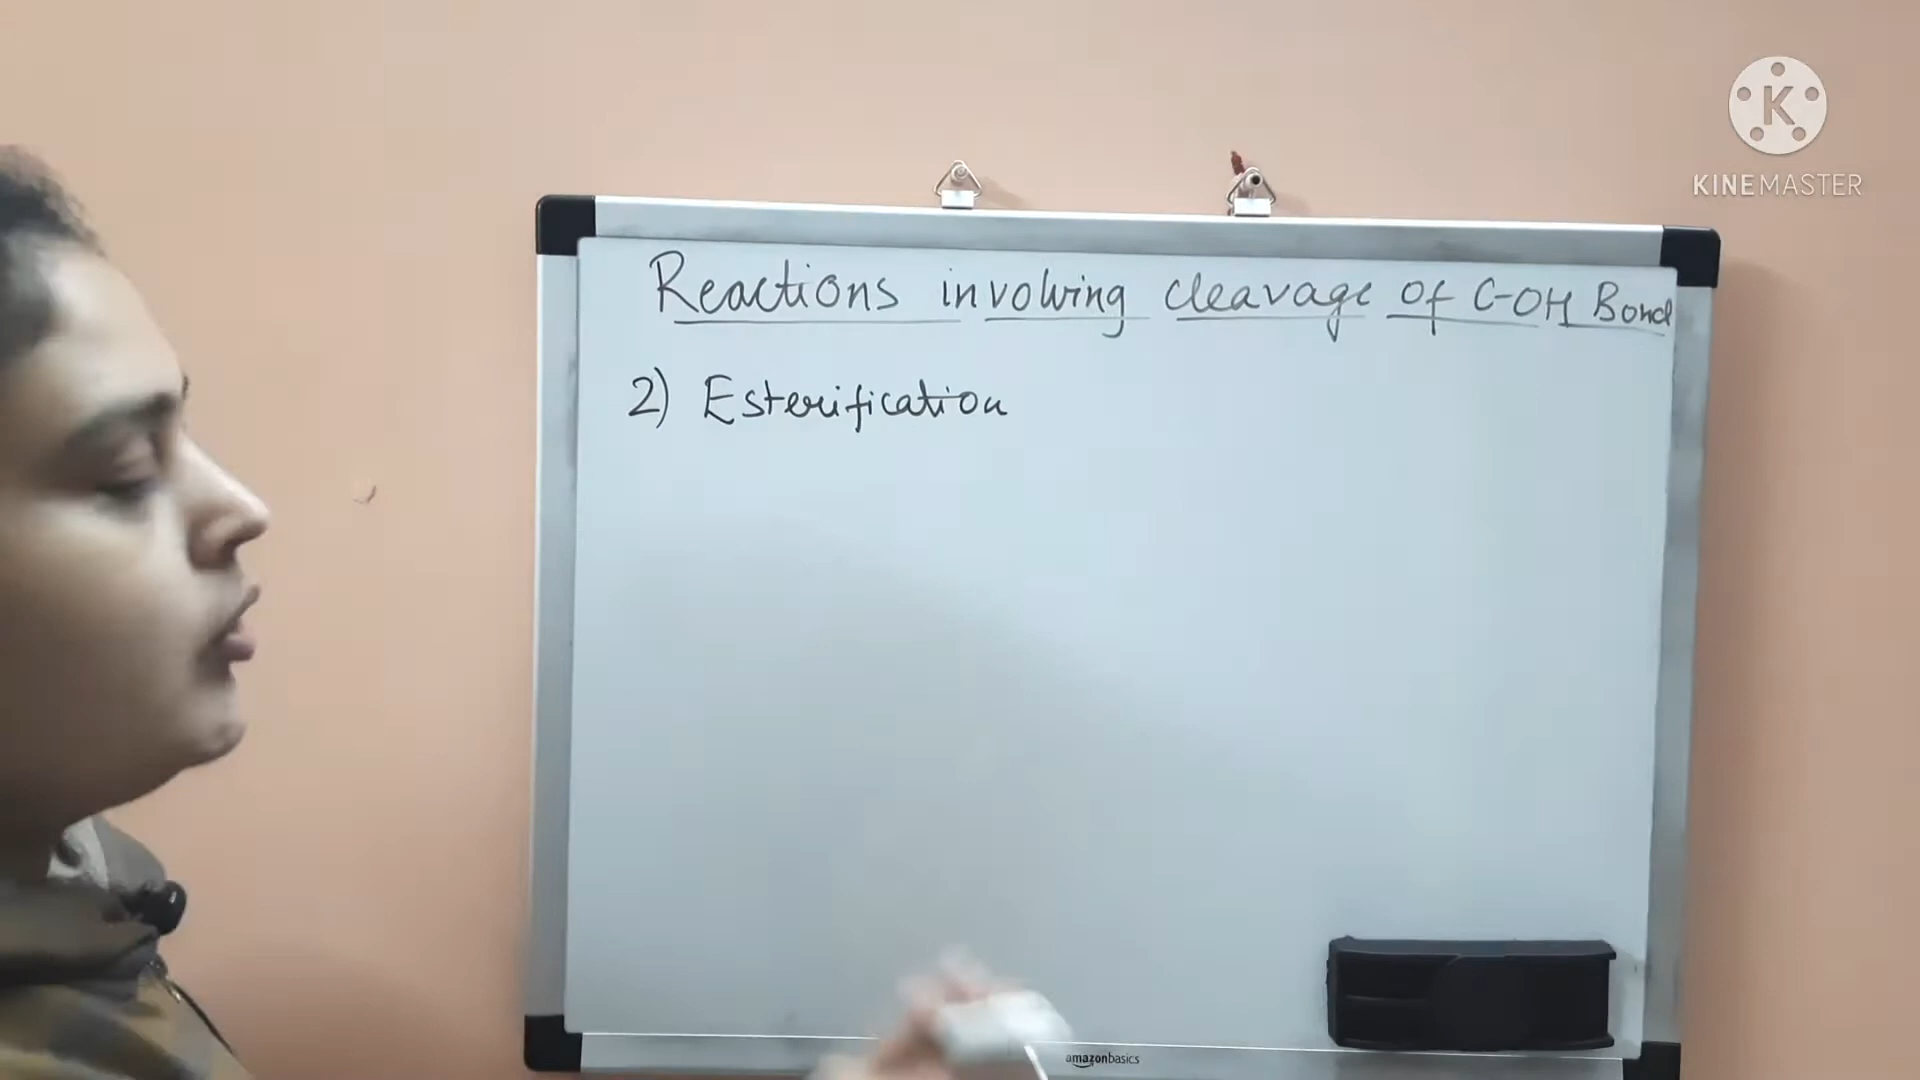 K
KINEMASTER
Reactions involving cleavage of C-OH Bond
2) Esterification
amazonbasics